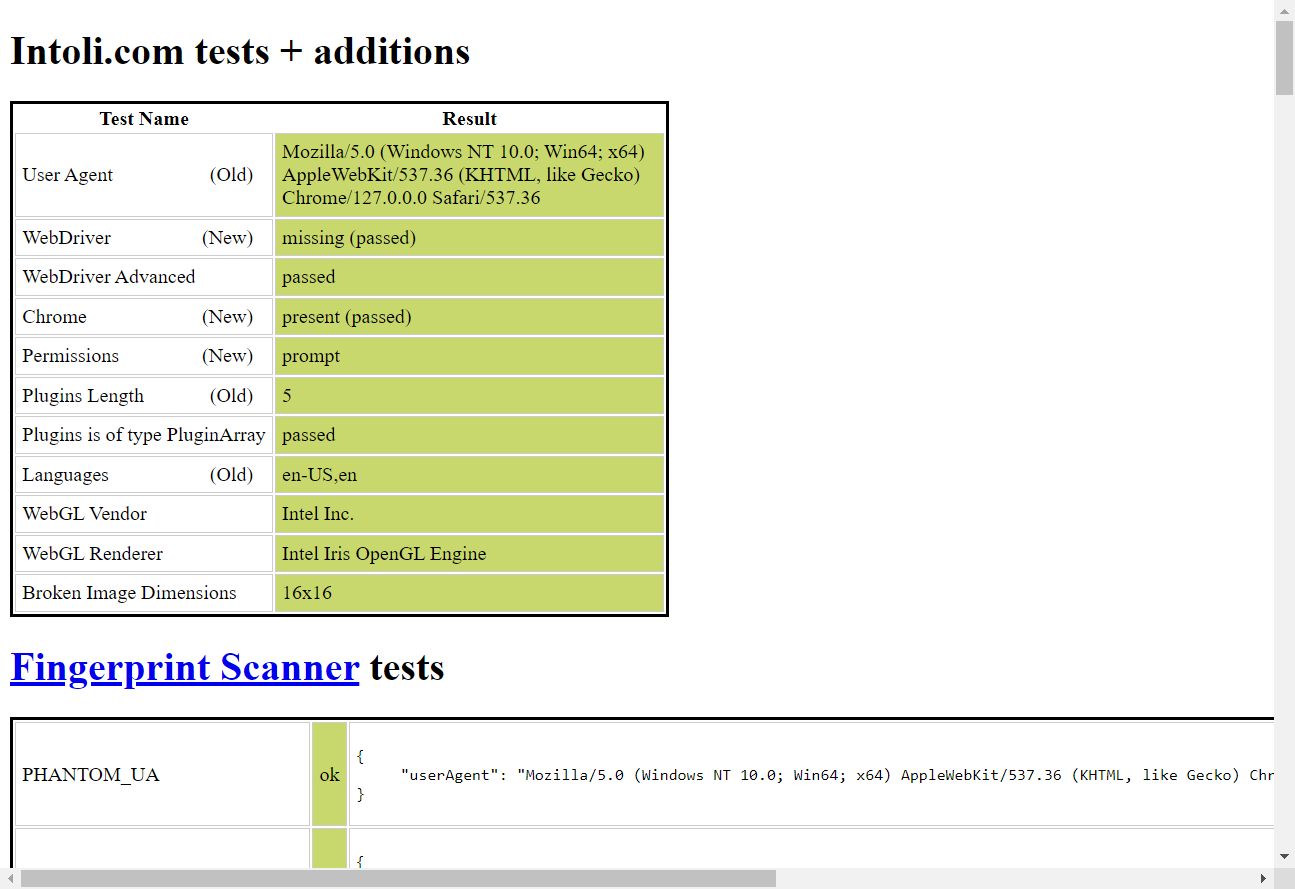 Intoli.com tests + additions
Test Name Result
User Agent (Old) Mozilla/5.0 (Windows NT 10.0; Win64; x64)
AppleWebKit/537.36 (KHTML, like Gecko)
Chrome/127.0.0.0 Safari/537.36
WebDriver (New) missing (passed)
WebDriver Advanced passed
Chrome (New) present (passed)
Permissions (New) prompt
Plugins Length (Old) 5
Plugins is of type PluginArray passed
Languages (Old) en-US,en
WebGL Vendor Intel Inc.
WebGL Renderer Intel Iris OpenGL Engine
Broken Image Dimensions 16x16
Fingerprint Scanner tests
{
PHANTOM_UA ok "userAgent": "Mozilla/5.0 (Windows NT 10.0; Win64; x64) AppleWebKit/537.36 (KHTML, like Gecko) Chr
}
{